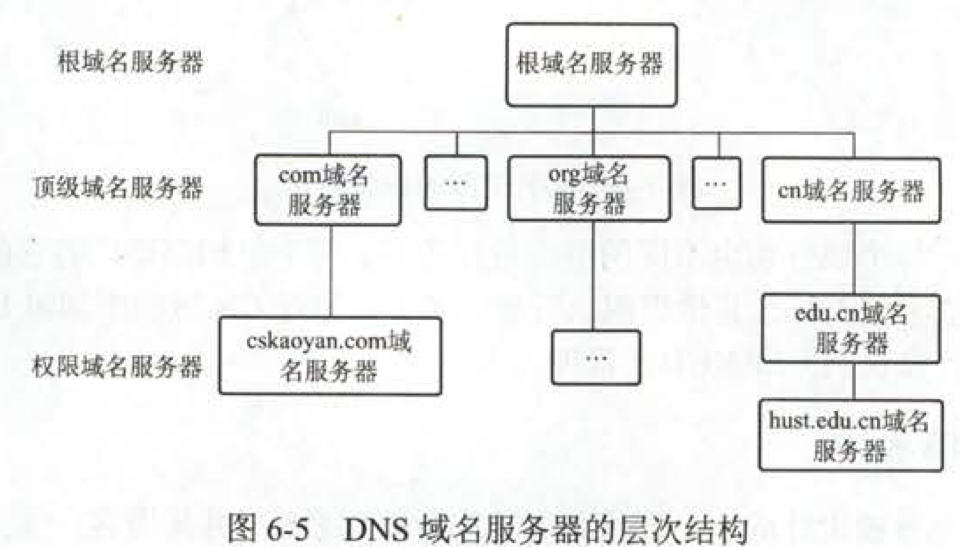 根域名服务器
根域名服务器
顶级域名服务器
com域名
服务器
...
org域名
服务器
...
cn域名服务器
权限域名服务器
cskaoyan.com域
名服务器
...
edu.cn域名
服务器
hust.edu.cn域名
服务器
图 6-5 DNS 域名服务器的层次结构